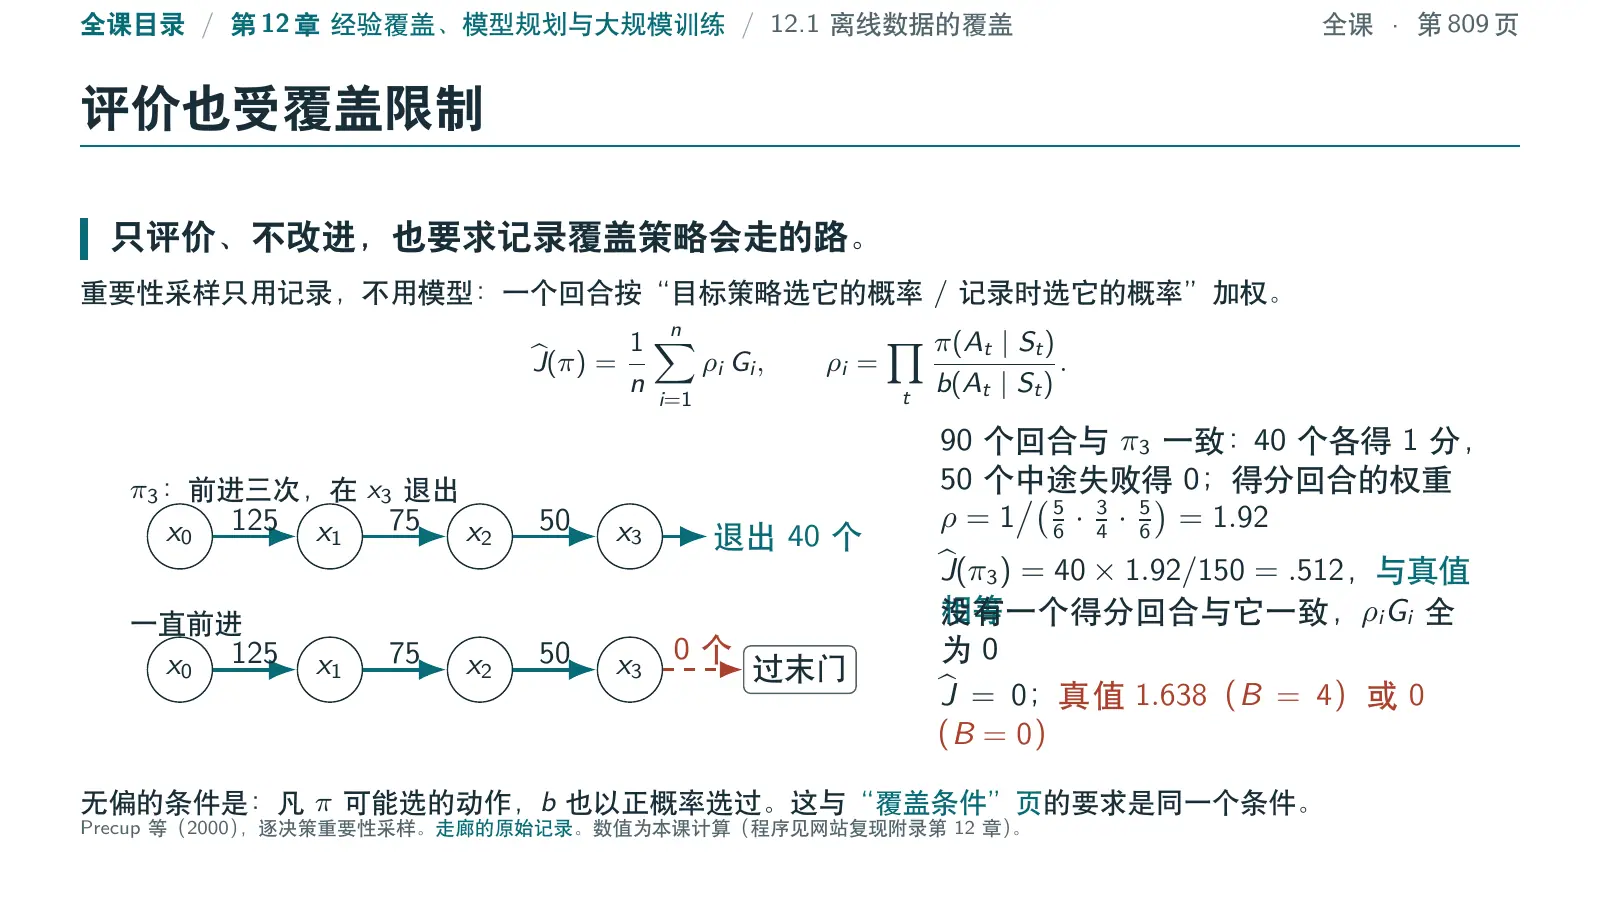 全课目录 / 第 12 章 经验覆盖、模型规划与大规模训练 / 12.1 离线数据的覆盖
全课 · 第 809 页
评价也受覆盖限制
只评价、不改进，也要求记录覆盖策略会走的路。
重要性采样只用记录，不用模型：一个回合按“目标策略选它的概率 / 记录时选它的概率”加权。
Ĵ(π) = 1/n ∑_{i=1}^{n} ρ_i G_i,  ρ_i = ∏_t π(A_t | S_t) / b(A_t | S_t).
π₃：前进三次，在 x₃ 退出
x₀ 125 x₁ 75 x₂ 50 x₃ 退出 40 个
一直前进
x₀ 125 x₁ 75 x₂ 50 x₃ 0 个 过末门
90 个回合与 π₃ 一致：40 个各得 1 分，
50 个中途失败得 0；得分回合的权重
ρ = 1/(5/6 · 3/4 · 5/6) = 1.92
Ĵ(π₃) = 40 × 1.92/150 = .512，与真值
相等
没有一个得分回合与它一致，ρ_i G_i 全
为 0
Ĵ = 0；真值 1.638（B = 4）或 0
（B = 0）
无偏的条件是：凡 π 可能选的动作，b 也以正概率选过。这与“覆盖条件”页的要求是同一个条件。
Precup 等（2000），逐决策重要性采样。走廊的原始记录。数值为本课计算（程序见网站复现附录第 12 章）。